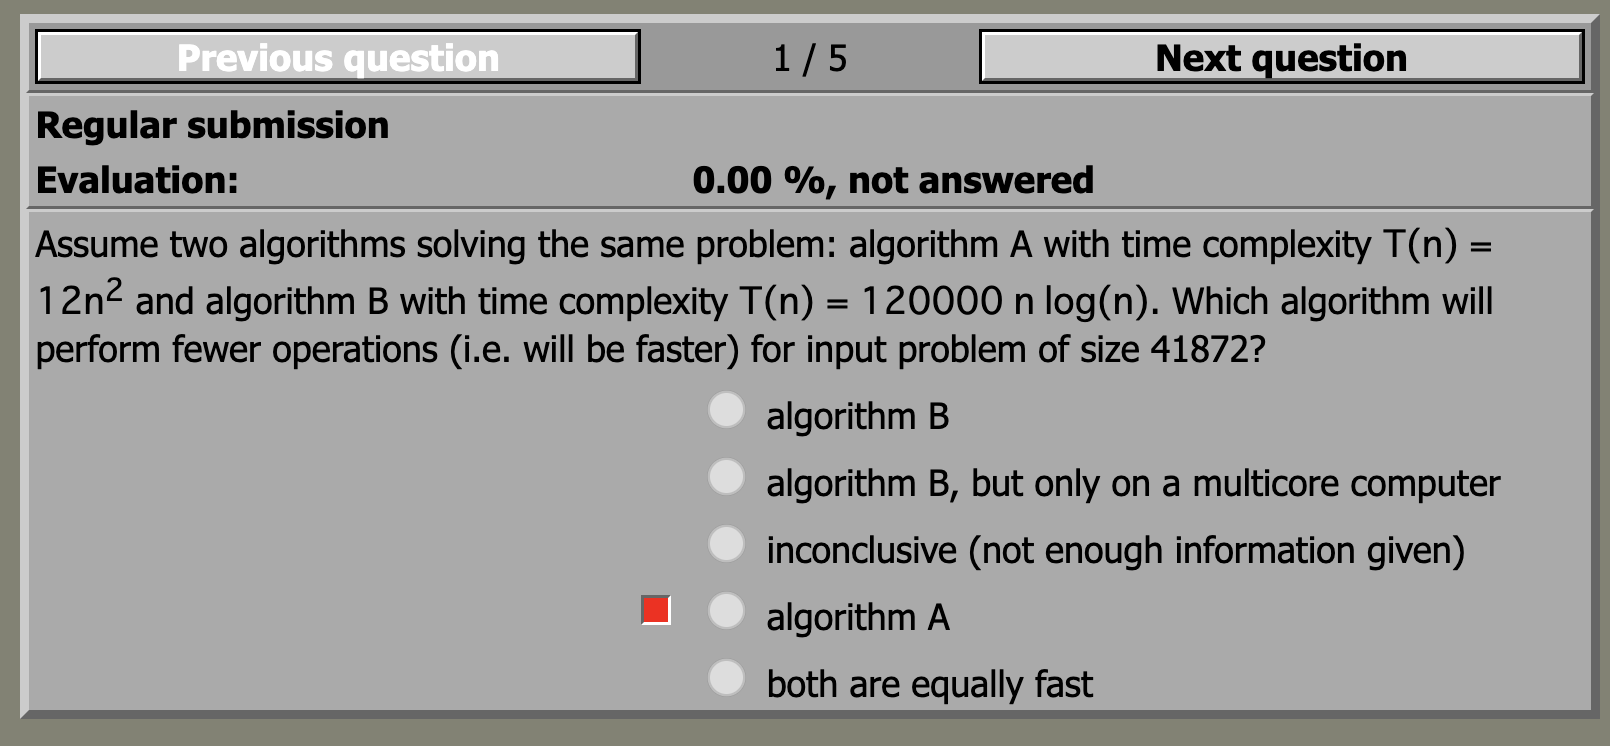 Previous question 1 / 5 Next question
Regular submission
Evaluation: 0.00 %, not answered
Assume two algorithms solving the same problem: algorithm A with time complexity T(n) =
12n² and algorithm B with time complexity T(n) = 120000 n log(n). Which algorithm will
perform fewer operations (i.e. will be faster) for input problem of size 41872?
algorithm B
algorithm B, but only on a multicore computer
inconclusive (not enough information given)
algorithm A
both are equally fast